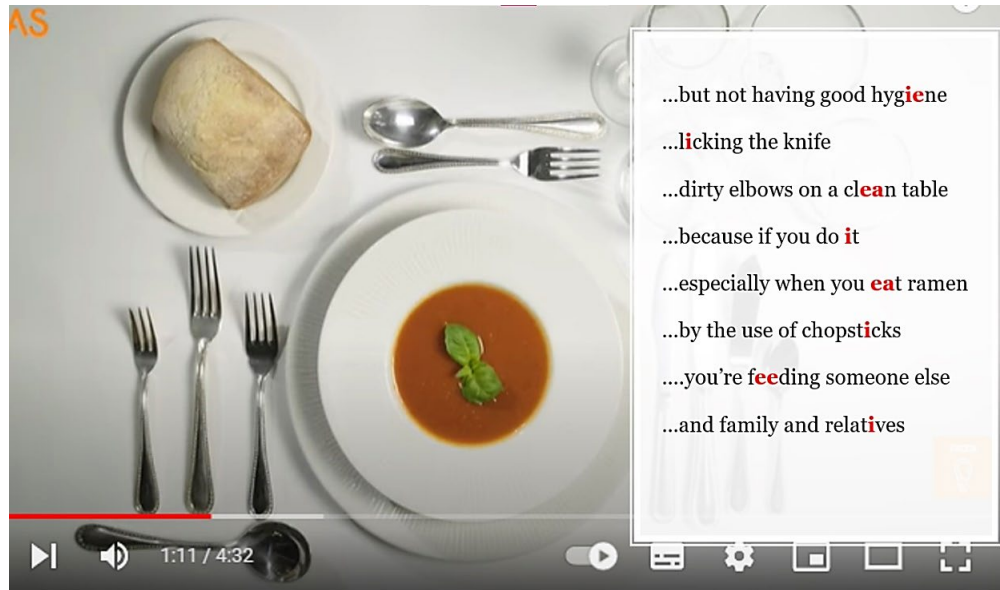 AS
...but not having good hygiene
...licking the knife
...dirty elbows on a clean table
...because if you do it
...especially when you eat ramen
...by the use of chopsticks
....you're feeding someone else
...and family and relatives
1:11 / 4:32